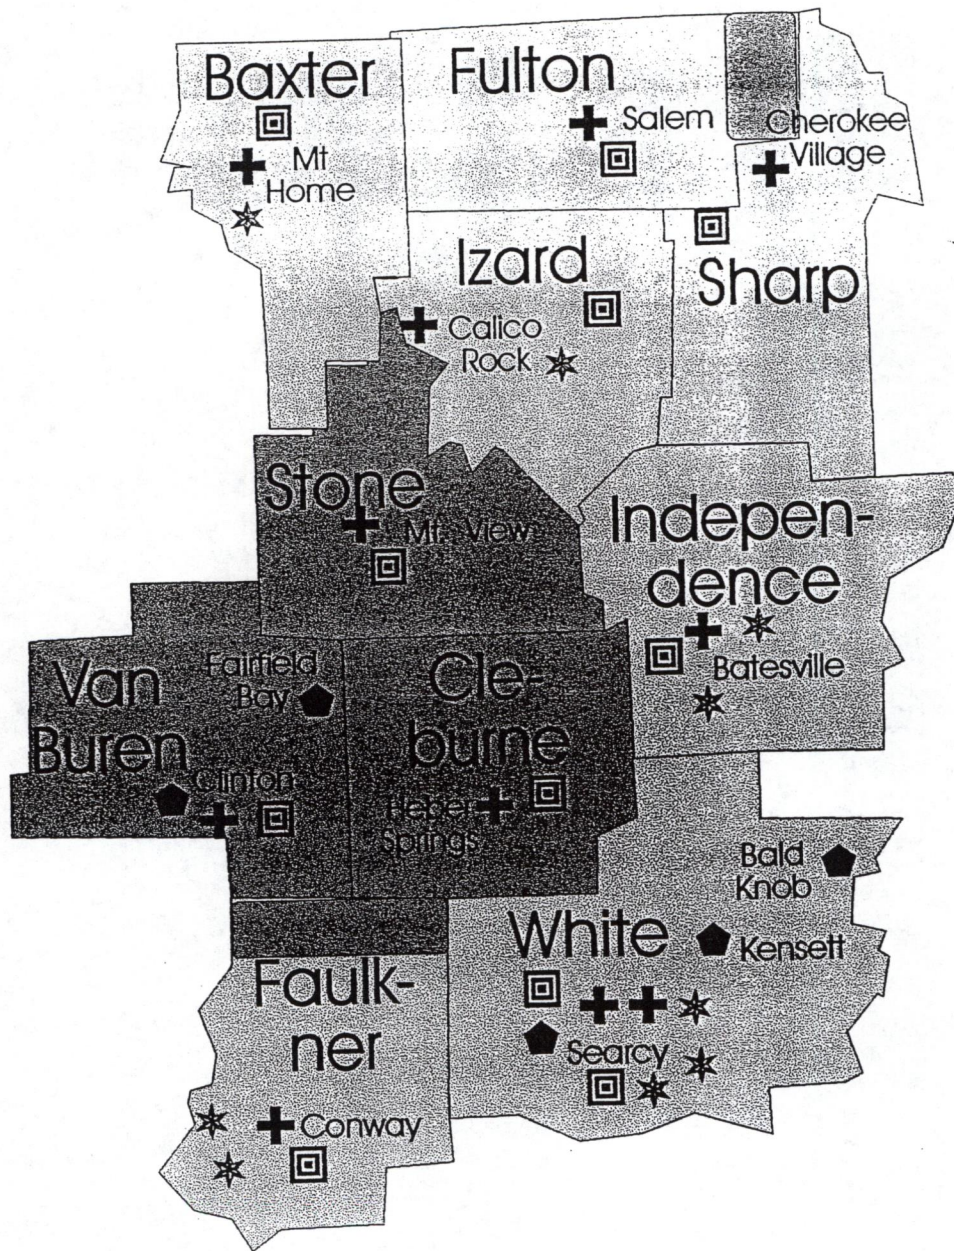 Baxter
Mt
Home
Fulton
Salem
Cherokee
Village
Izard
Calico
Rock
Sharp
Stone
Mt. View
Indepen-
dence
Batesville
Van
Buren
Fairfield
Bay
Clinton
Cle-
burne
Heber
Springs
Bald
Knob
White
Kensett
Searcy
Faulk-
ner
Conway